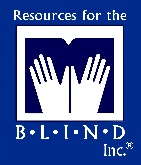 Resources for the
B•L•I•N•D
Inc.®